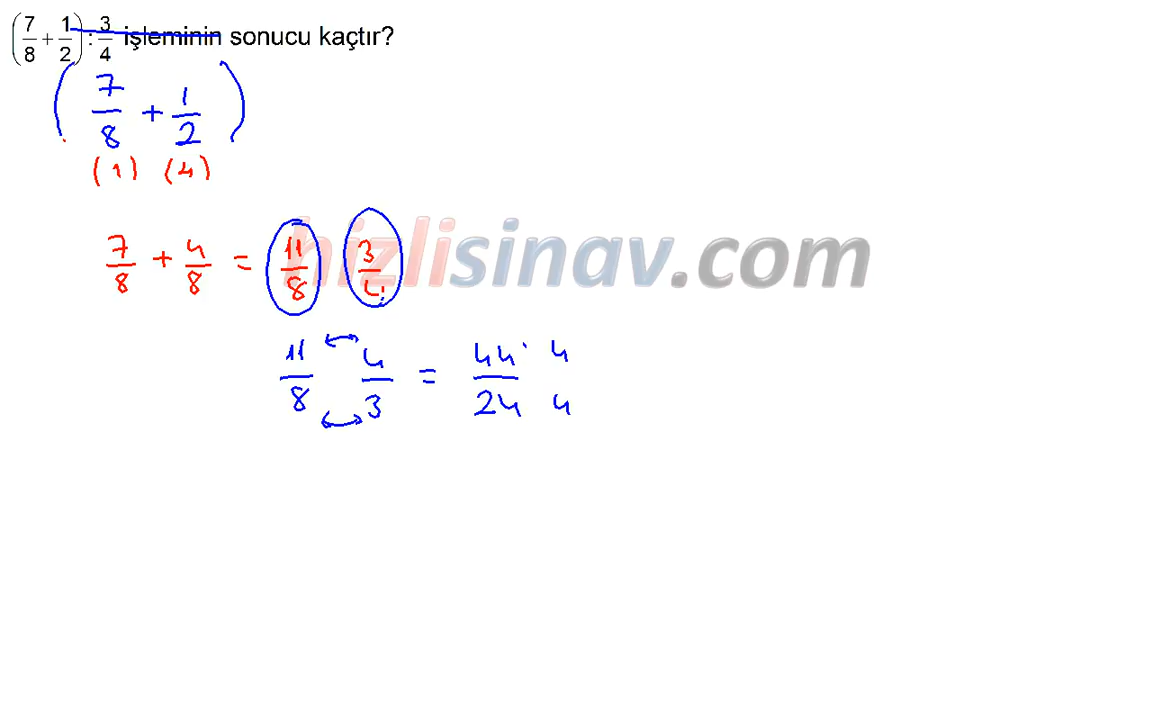 (7/8 + 1/2) : 3/4 işleminin sonucu kaçtır?
( 7/8 + 1/2 )
(1) (4)
7/8 + 4/8 = 11/8 3/4
hizlisinav.com
11/8 4/3 = 44/24 : 4 4